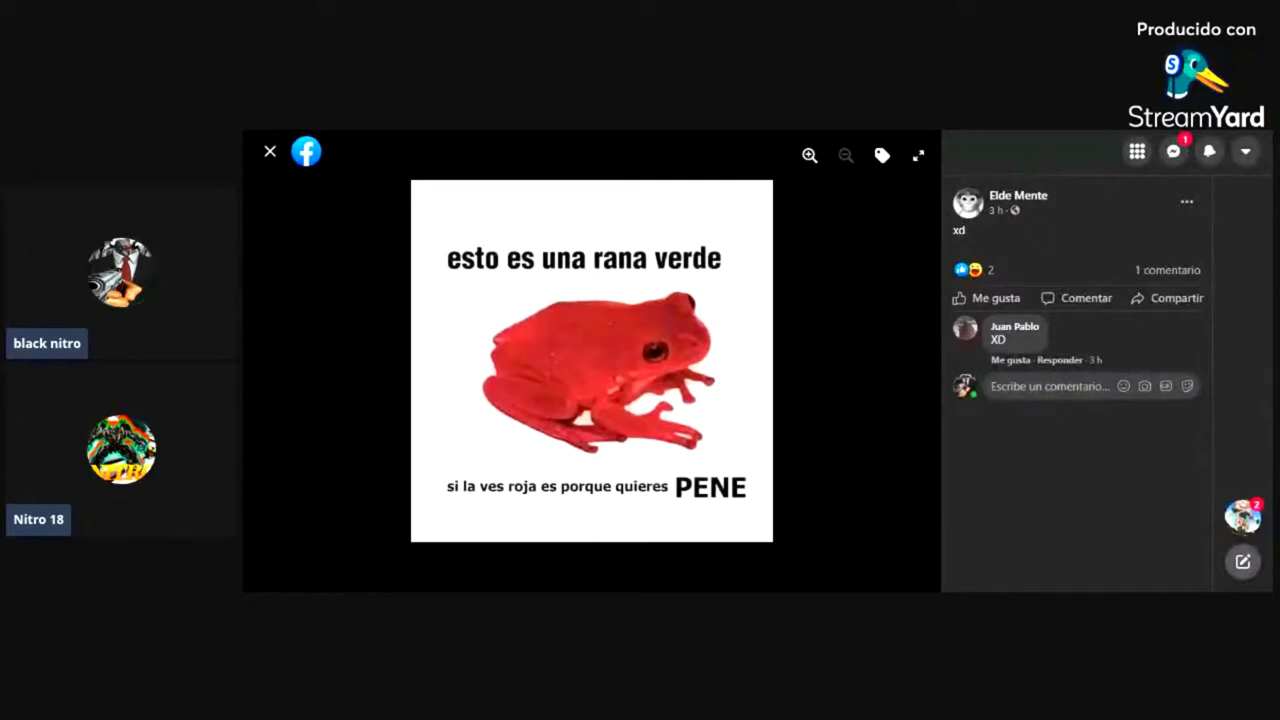 Producido con
StreamYard
1
esto es una rana verde
si la ves roja es porque quieres PENE
Elde Mente
3 h
xd
2
1 comentario
Me gusta
Comentar
Compartir
Juan Pablo
XD
Me gusta · Responder · 3 h
Escribe un comentario...
black nitro
Nitro 18
2